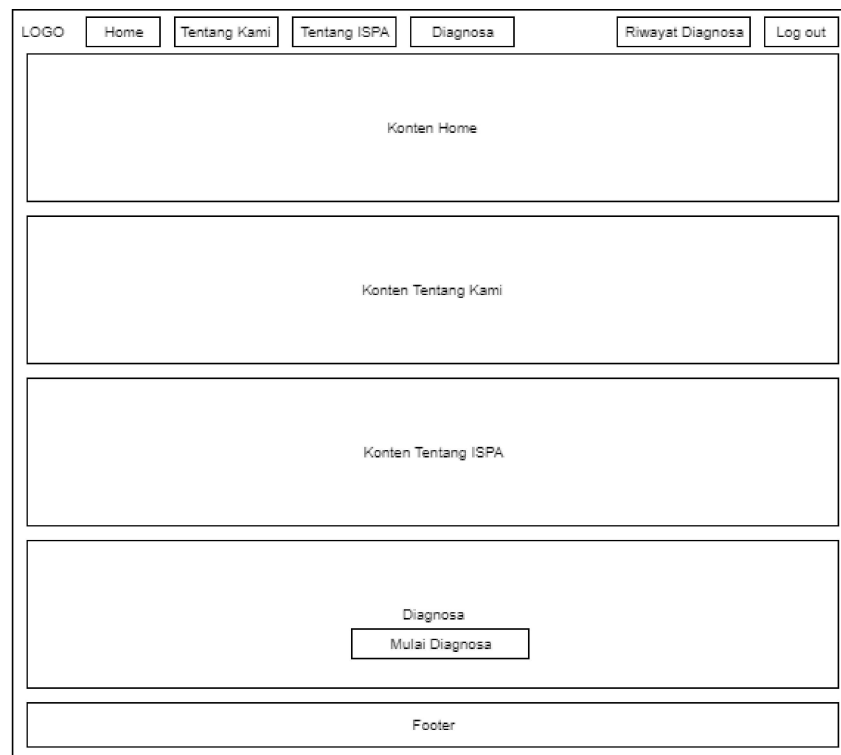 LOGO Home Tentang Kami Tentang ISPA Diagnosa Riwayat Diagnosa Log out
Konten Home
Konten Tentang Kami
Konten Tentang ISPA
Diagnosa
Mulai Diagnosa
Footer